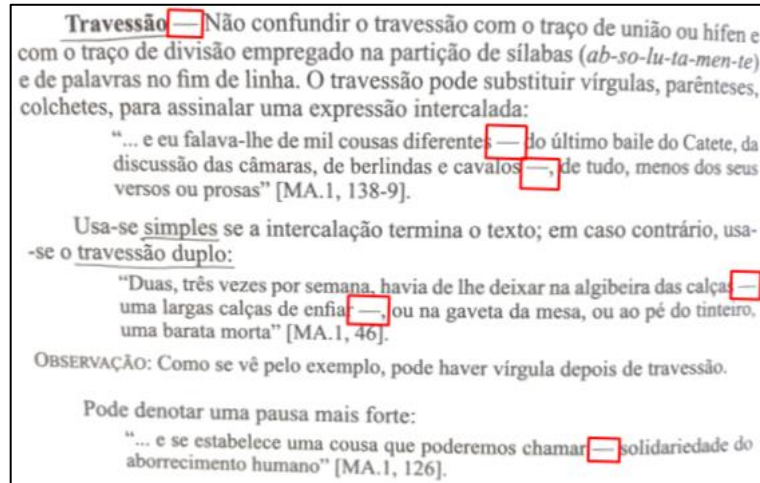 Travessão — Não confundir o travessão com o traço de união ou hífen e
com o traço de divisão empregado na partição de sílabas (ab-so-lu-ta-men-te)
e de palavras no fim de linha. O travessão pode substituir vírgulas, parênteses,
colchetes, para assinalar uma expressão intercalada:
“... e eu falava-lhe de mil cousas diferentes — do último baile do Catete, da
discussão das câmaras, de berlindas e cavalos —, de tudo, menos dos seus
versos ou prosas” [MA.1, 138-9].
Usa-se simples se a intercalação termina o texto; em caso contrário, usa-
-se o travessão duplo:
“Duas, três vezes por semana, havia de lhe deixar na algibeira das calças —
uma largas calças de enfiar —, ou na gaveta da mesa, ou ao pé do tinteiro,
uma barata morta” [MA.1, 46].
OBSERVAÇÃO: Como se vê pelo exemplo, pode haver vírgula depois de travessão.
Pode denotar uma pausa mais forte:
“... e se estabelece uma cousa que poderemos chamar — solidariedade do
aborrecimento humano” [MA.1, 126].